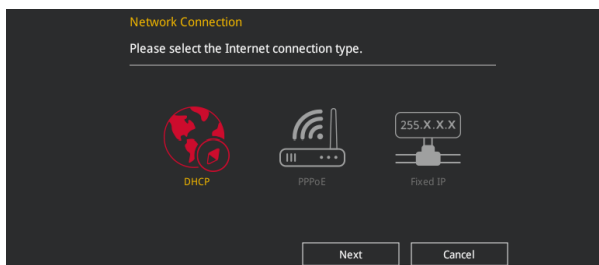 Network Connection
Please select the Internet connection type.
255.X.X.X
DHCP
PPPoE
Fixed IP
Next
Cancel